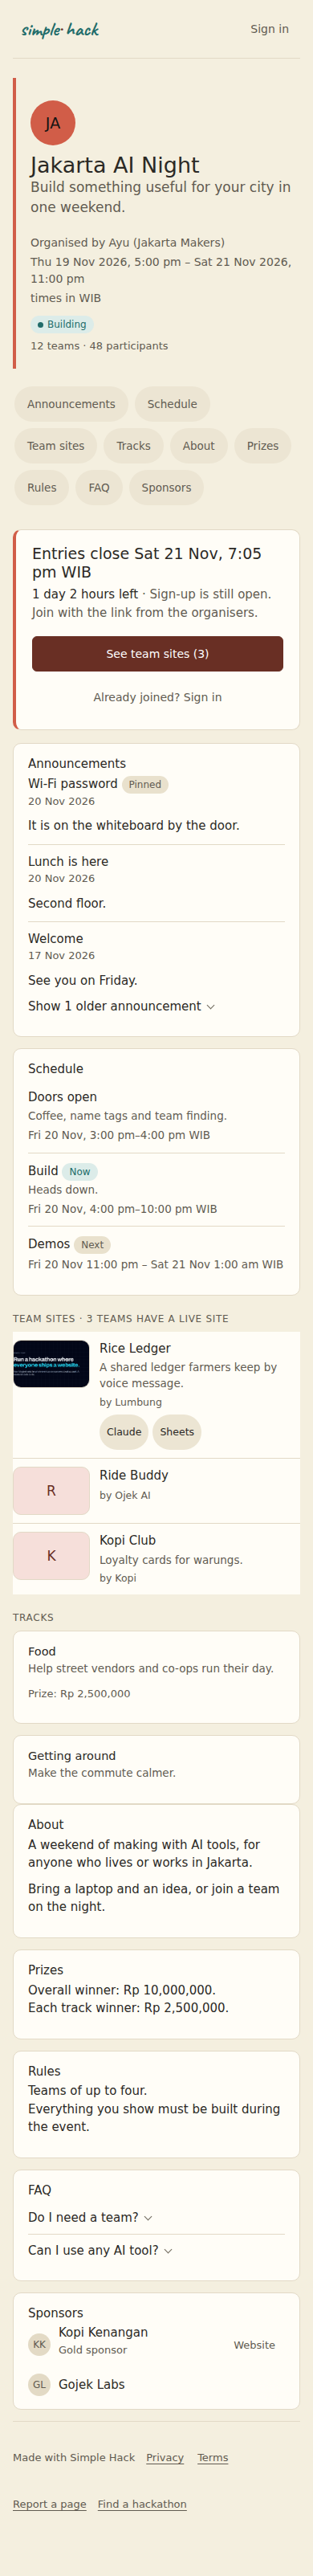 simple hack
Sign in
JA
Jakarta AI Night
Build something useful for your city in
one weekend.
Organised by Ayu (Jakarta Makers)
Thu 19 Nov 2026, 5:00 pm – Sat 21 Nov 2026,
11:00 pm
times in WIB
Building
12 teams · 48 participants
Announcements
Schedule
Team sites
Tracks
About
Prizes
Rules
FAQ
Sponsors
Entries close Sat 21 Nov, 7:05
pm WIB
1 day 2 hours left · Sign-up is still open.
Join with the link from the organisers.
See team sites (3)
Already joined? Sign in
Announcements
Wi-Fi password Pinned
20 Nov 2026
It is on the whiteboard by the door.
Lunch is here
20 Nov 2026
Second floor.
Welcome
17 Nov 2026
See you on Friday.
Show 1 older announcement
Schedule
Doors open
Coffee, name tags and team finding.
Fri 20 Nov, 3:00 pm–4:00 pm WIB
Build Now
Heads down.
Fri 20 Nov, 4:00 pm–10:00 pm WIB
Demos Next
Fri 20 Nov 11:00 pm – Sat 21 Nov 1:00 am WIB
TEAM SITES · 3 TEAMS HAVE A LIVE SITE
Run a hackathon where
everyone ships a website.
Rice Ledger
A shared ledger farmers keep by
voice message.
by Lumbung
Claude
Sheets
R
Ride Buddy
by Ojek AI
K
Kopi Club
Loyalty cards for warungs.
by Kopi
TRACKS
Food
Help street vendors and co-ops run their day.
Prize: Rp 2,500,000
Getting around
Make the commute calmer.
About
A weekend of making with AI tools, for
anyone who lives or works in Jakarta.
Bring a laptop and an idea, or join a team
on the night.
Prizes
Overall winner: Rp 10,000,000.
Each track winner: Rp 2,500,000.
Rules
Teams of up to four.
Everything you show must be built during
the event.
FAQ
Do I need a team?
Can I use any AI tool?
Sponsors
KK
Kopi Kenangan
Gold sponsor
Website
GL
Gojek Labs
Made with Simple Hack Privacy Terms
Report a page Find a hackathon